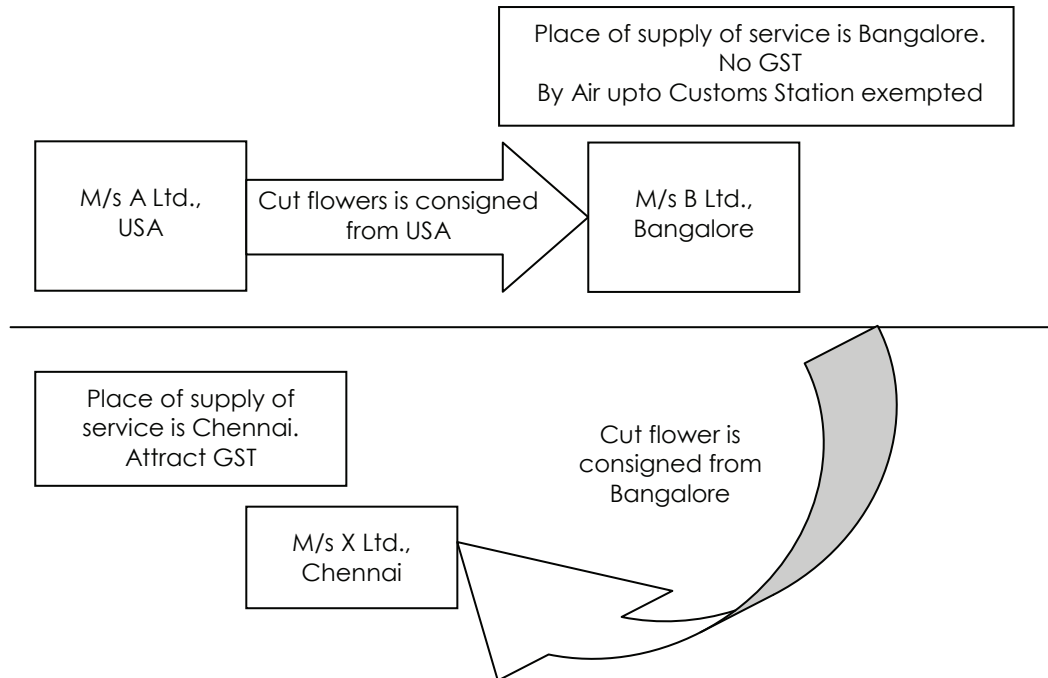 Place of supply of service is Bangalore.
No GST
By Air upto Customs Station exempted
M/s A Ltd.,
USA
Cut flowers is consigned
from USA
M/s B Ltd.,
Bangalore
Place of supply of
service is Chennai.
Attract GST
Cut flower is
consigned from
Bangalore
M/s X Ltd.,
Chennai